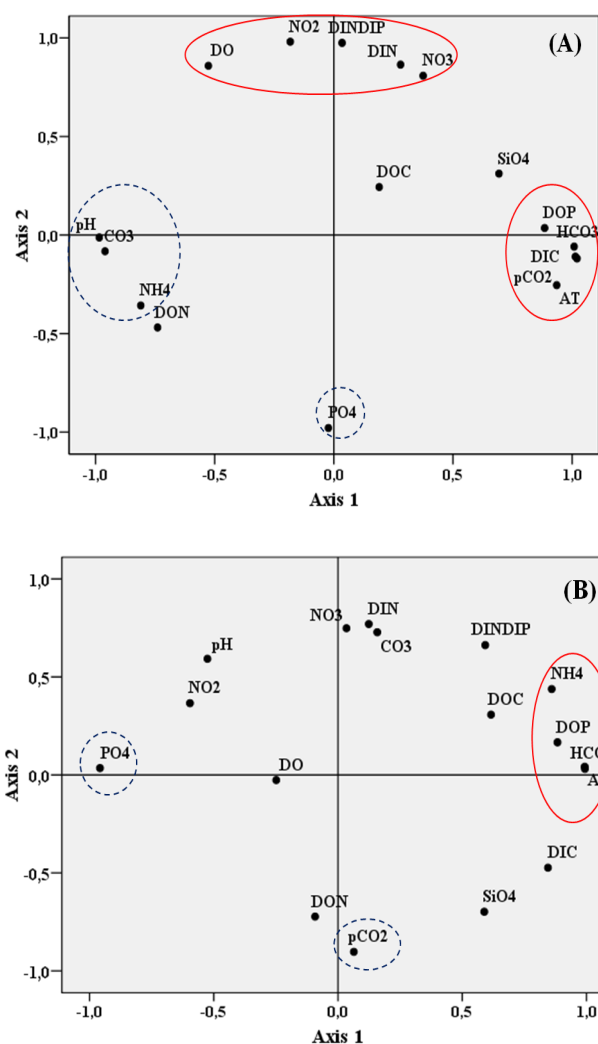 (A)
1,0
NO2 DINDIP
DO
DIN
NO3
0,5
SiO4
DOC
DOP
HCO3
pH
CO3
0,0
DIC
pCO2
AT
NH4
DON
-0,5
PO4
-1,0
-1,0 -0,5 0,0 0,5 1,0
Axis 1
Axis 2
(B)
1,0
NO3
DIN
CO3
DINDIP
pH
NH4
NO2
DOC
0,5
PO4
DOP
HCO
DO
0,0
A
DIC
-0,5
SiO4
DON
pCO2
-1,0
-1,0 -0,5 0,0 0,5 1,0
Axis 1
Axis 2